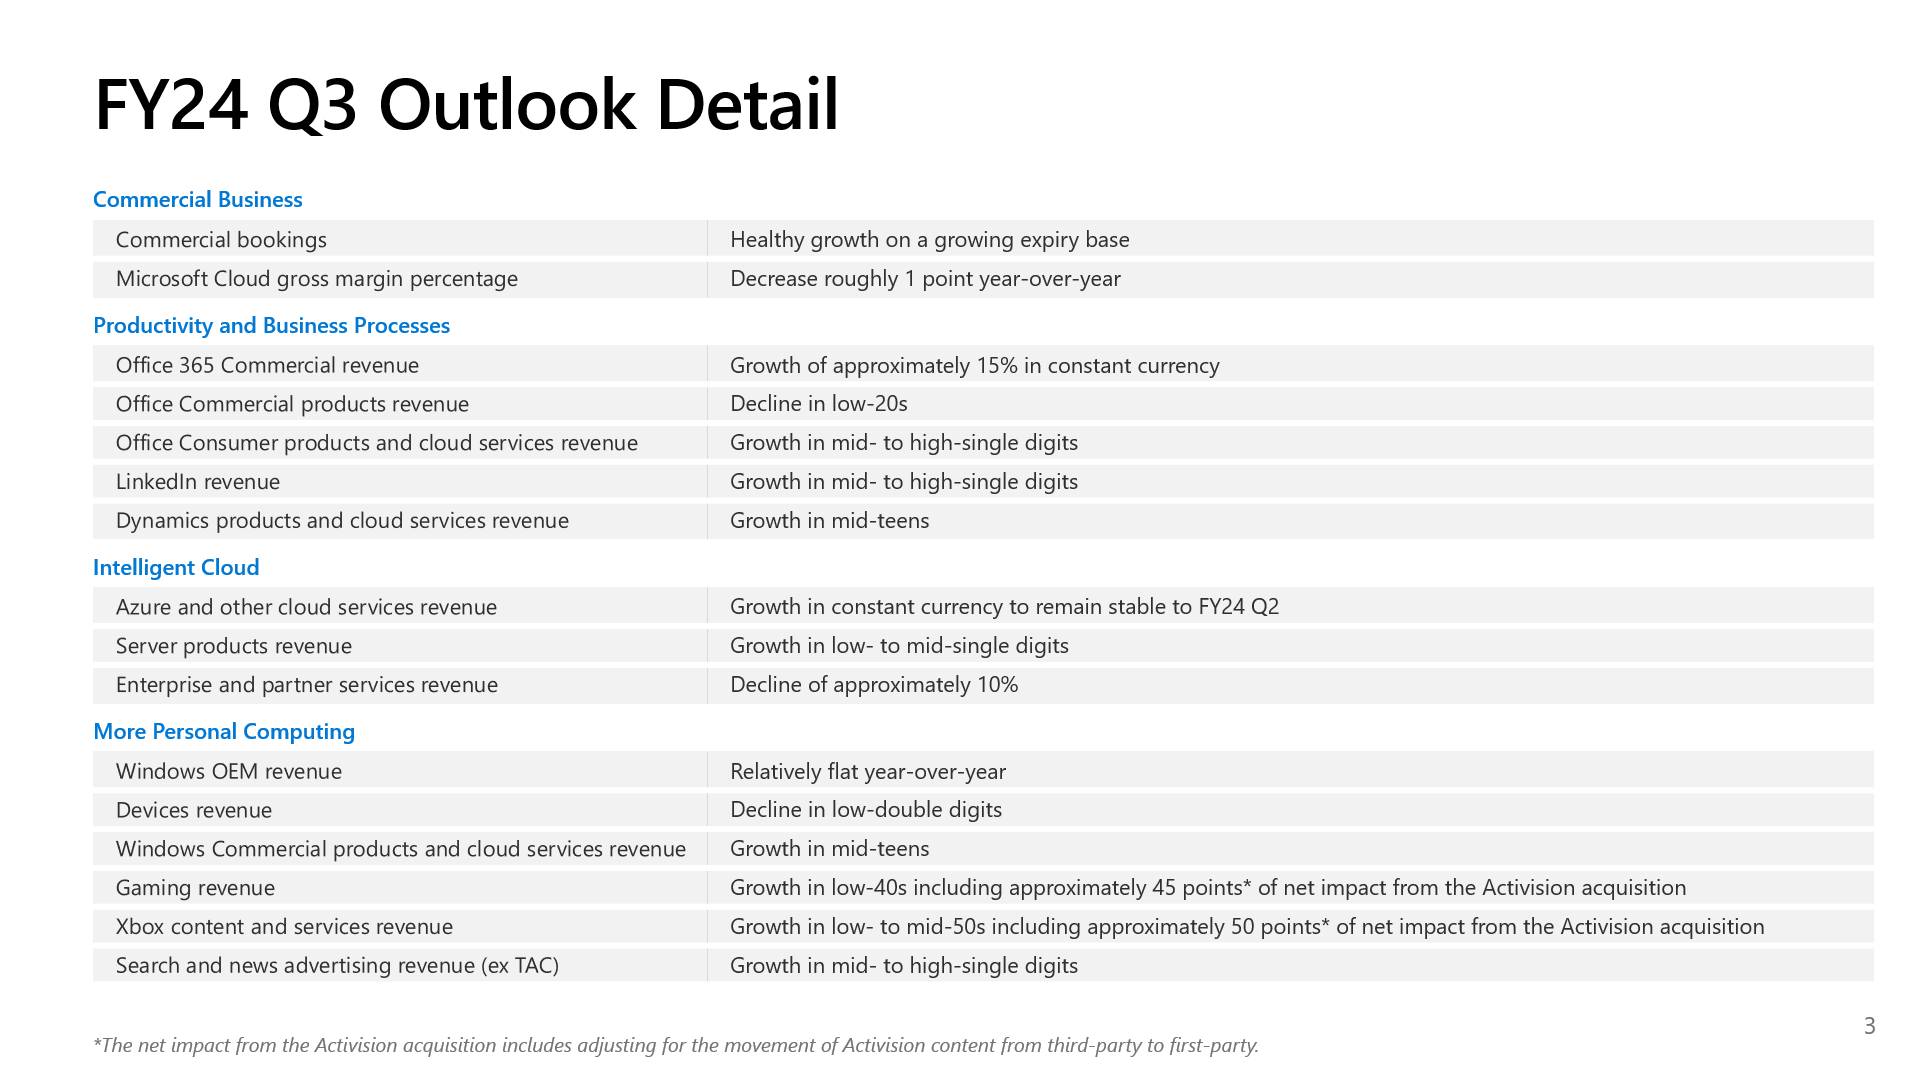 FY24 Q3 Outlook Detail
Commercial Business
Commercial bookings
Healthy growth on a growing expiry base
Microsoft Cloud gross margin percentage
Decrease roughly 1 point year-over-year
Productivity and Business Processes
Office 365 Commercial revenue
Growth of approximately 15% in constant currency
Office Commercial products revenue
Decline in low-20s
Office Consumer products and cloud services revenue
Growth in mid- to high-single digits
LinkedIn revenue
Growth in mid- to high-single digits
Dynamics products and cloud services revenue
Growth in mid-teens
Intelligent Cloud
Azure and other cloud services revenue
Growth in constant currency to remain stable to FY24 Q2
Server products revenue
Growth in low- to mid-single digits
Enterprise and partner services revenue
Decline of approximately 10%
More Personal Computing
Windows OEM revenue
Relatively flat year-over-year
Devices revenue
Decline in low-double digits
Windows Commercial products and cloud services revenue
Growth in mid-teens
Gaming revenue
Growth in low-40s including approximately 45 points* of net impact from the Activision acquisition
Xbox content and services revenue
Growth in low- to mid-50s including approximately 50 points* of net impact from the Activision acquisition
Search and news advertising revenue (ex TAC)
Growth in mid- to high-single digits
3
*The net impact from the Activision acquisition includes adjusting for the movement of Activision content from third-party to first-party.